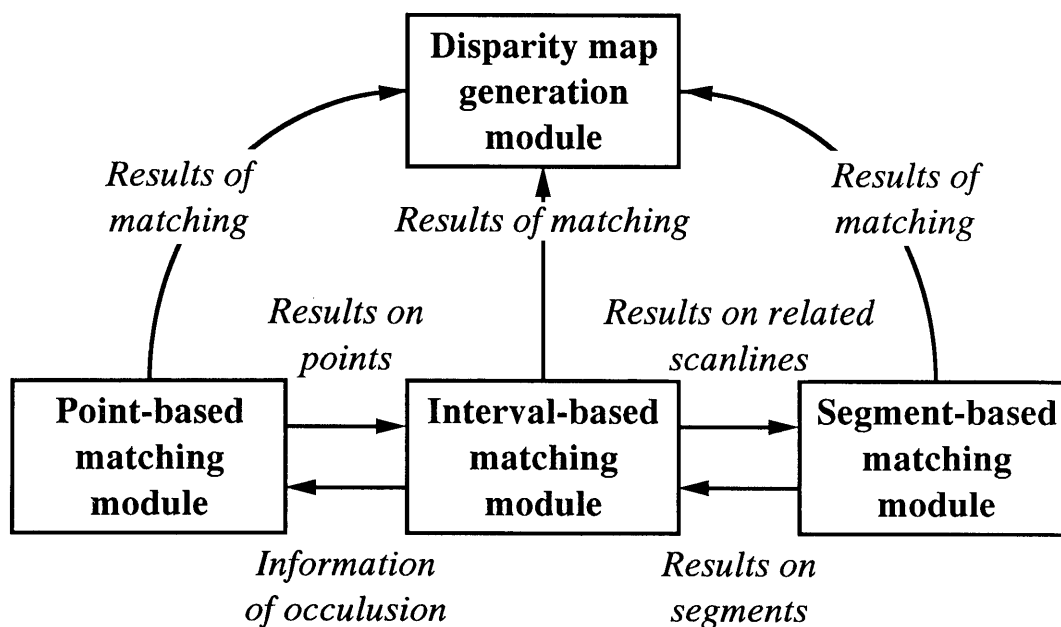 Disparity map
generation
module
Results of
matching
Results of matching
Results of
matching
Results on
points
Results on related
scanlines
Point-based
matching
module
Interval-based
matching
module
Segment-based
matching
module
Information
of occulusion
Results on
segments